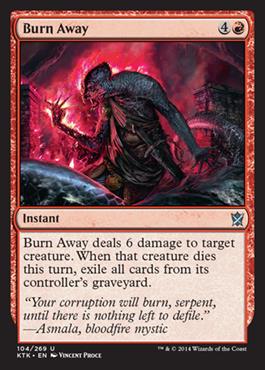 Burn Away 4
Instant
Burn Away deals 6 damage to target
creature. When that creature dies
this turn, exile all cards from its
controller's graveyard.
"Your corruption will burn, serpent,
until there is nothing left to defile."
—Asmala, bloodfire mystic
104/269 U
KTK • EN VINCENT PROCE
™ & © 2014 Wizards of the Coast